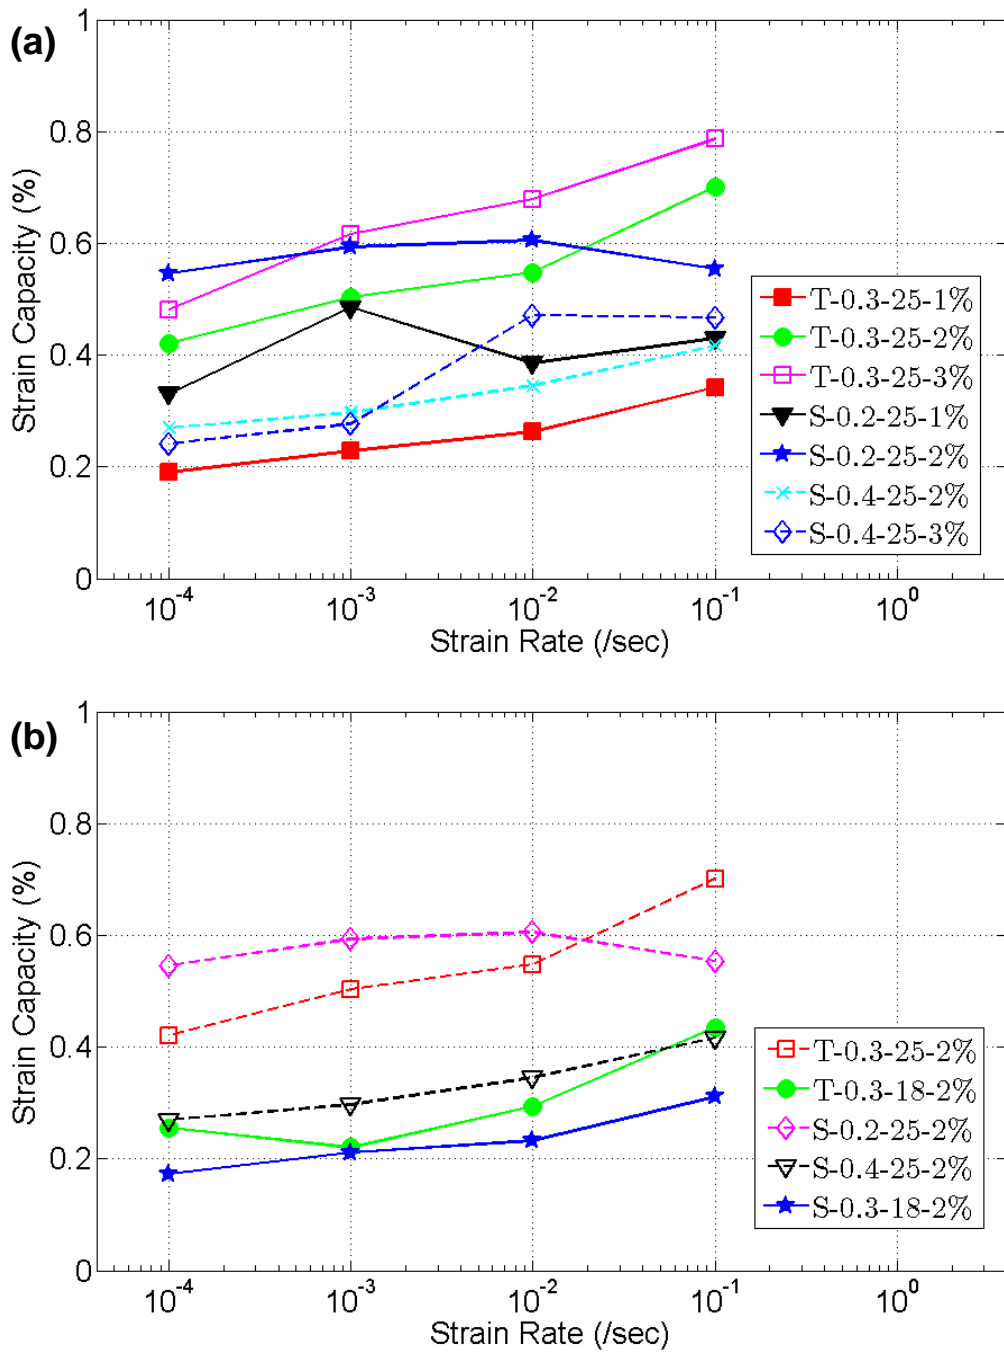 (a)
1
0.8
0.6
0.4
0.2
0
Strain Capacity (%)
T-0.3-25-1%
T-0.3-25-2%
T-0.3-25-3%
S-0.2-25-1%
S-0.2-25-2%
S-0.4-25-2%
S-0.4-25-3%
10⁻⁴ 10⁻³ 10⁻² 10⁻¹ 10⁰
Strain Rate (/sec)
(b)
1
0.8
0.6
0.4
0.2
0
Strain Capacity (%)
T-0.3-25-2%
T-0.3-18-2%
S-0.2-25-2%
S-0.4-25-2%
S-0.3-18-2%
10⁻⁴ 10⁻³ 10⁻² 10⁻¹ 10⁰
Strain Rate (/sec)